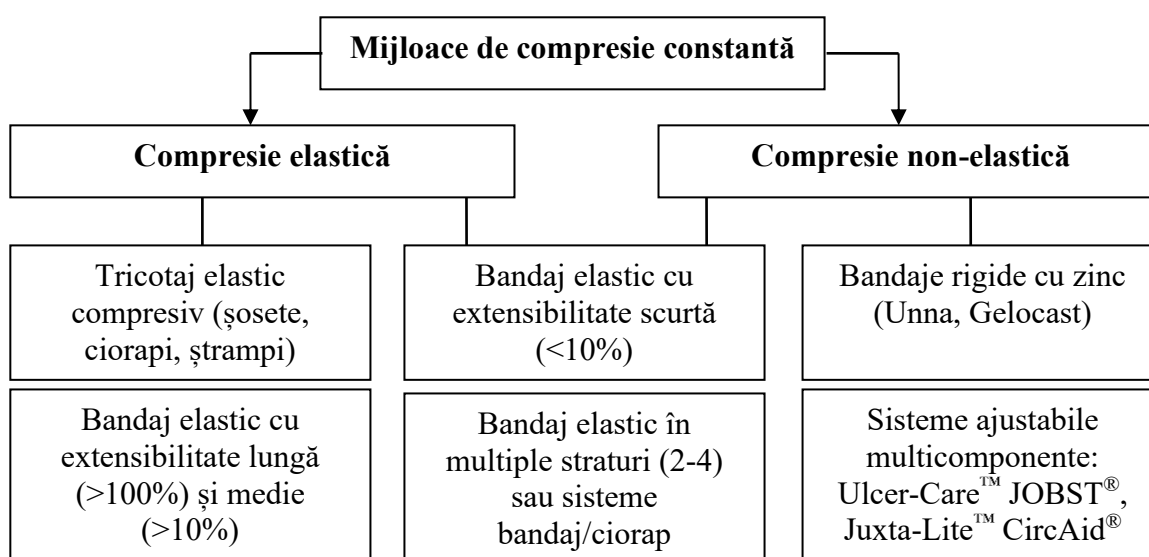 Mijloace de compresie constantă
Compresie elastică
Compresie non-elastică
Tricotaj elastic
compresiv (șosete,
ciorapi, ștrampi)
Bandaj elastic cu
extensibilitate scurtă
(<10%)
Bandaje rigide cu zinc
(Unna, Gelocast)
Bandaj elastic cu
extensibilitate lungă
(>100%) și medie
(>10%)
Bandaj elastic în
multiple straturi (2-4)
sau sisteme
bandaj/ciorap
Sisteme ajustabile
multicomponente:
Ulcer-Care™ JOBST®,
Juxta-Lite™ CircAid®